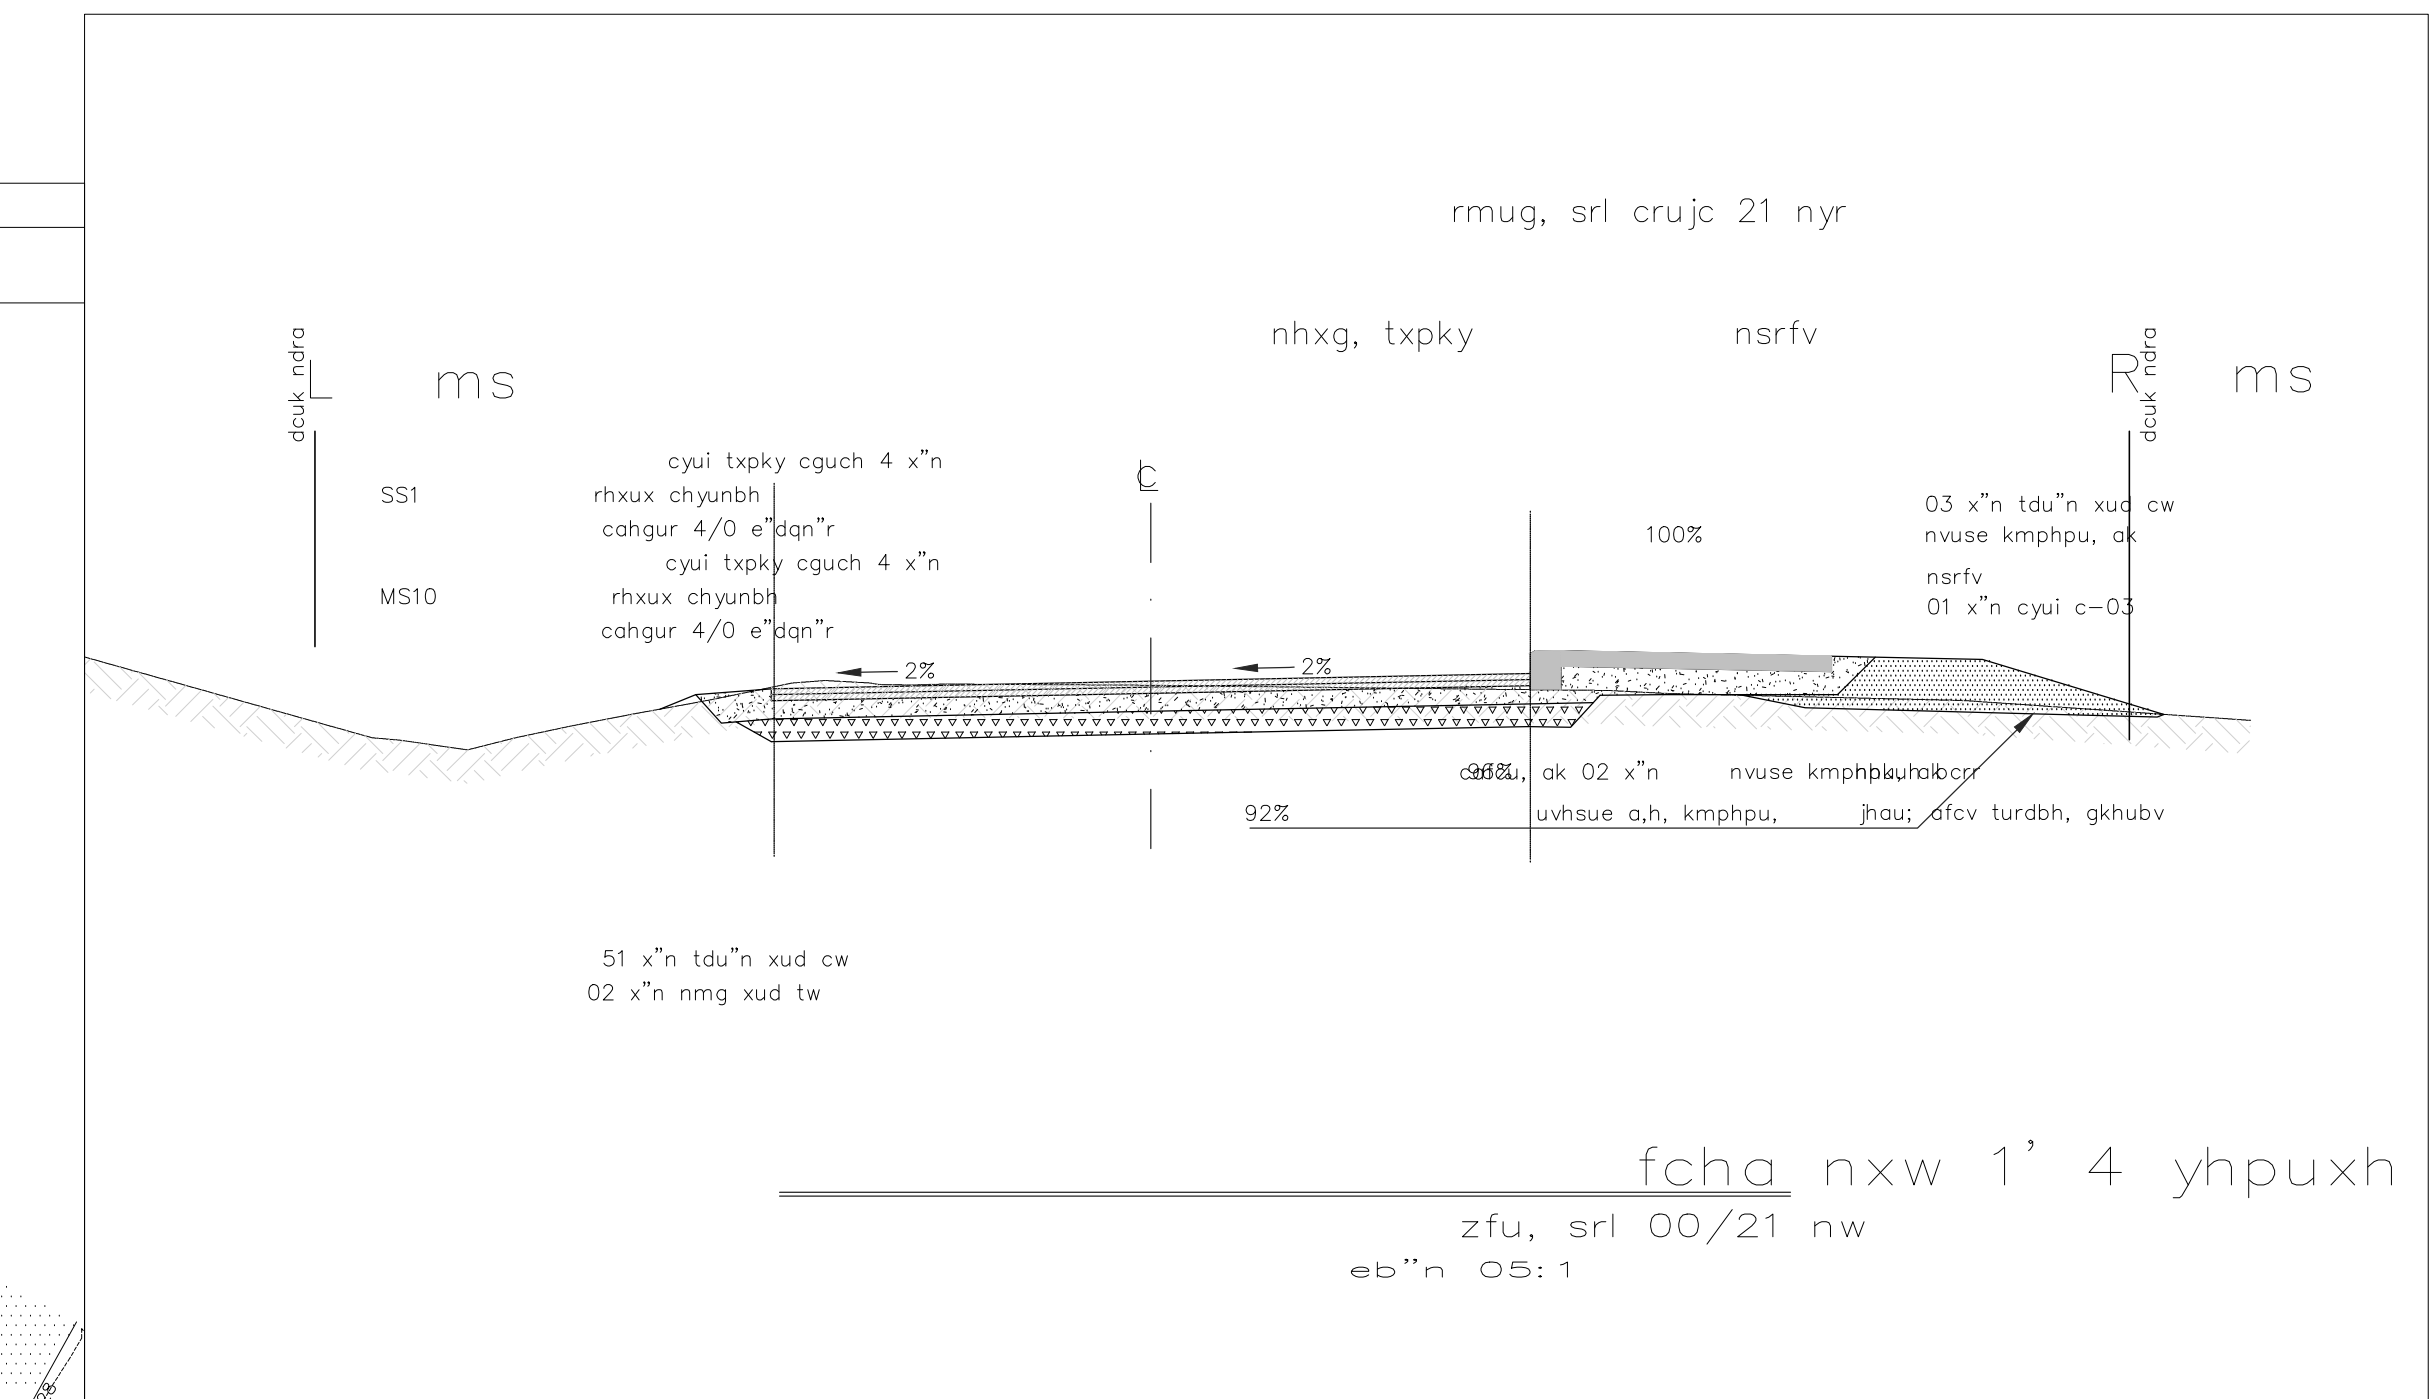 rmug, srl crujc 21 nyr
nhxg, txpky nsrfv
dcuk ndra
L ms
R ms
dcuk ndra
cyui txpky cguch 4 x”n
SS1 rhxux chyunbh
cahgur 4/0 e”dqn”r
cyui txpky cguch 4 x”n
MS10 rhxux chyunbh
cahgur 4/0 e”dqn”r
CL
100%
03 x”n tdu”n xud cw
nvuse kmphpu, ak
nsrfv
01 x”n cyui c-03
2% 2%
96% ak 02 x”n nvuse
92% uvhsue a,h, kmphpu, jhau; afcv turdbh, gkhubv
51 x”n tdu”n xud cw
02 x”n nmg xud tw
fcha nxw 1’ 4 yhpuxh
zfu, srl 00/21 nw
eb”n 05:1